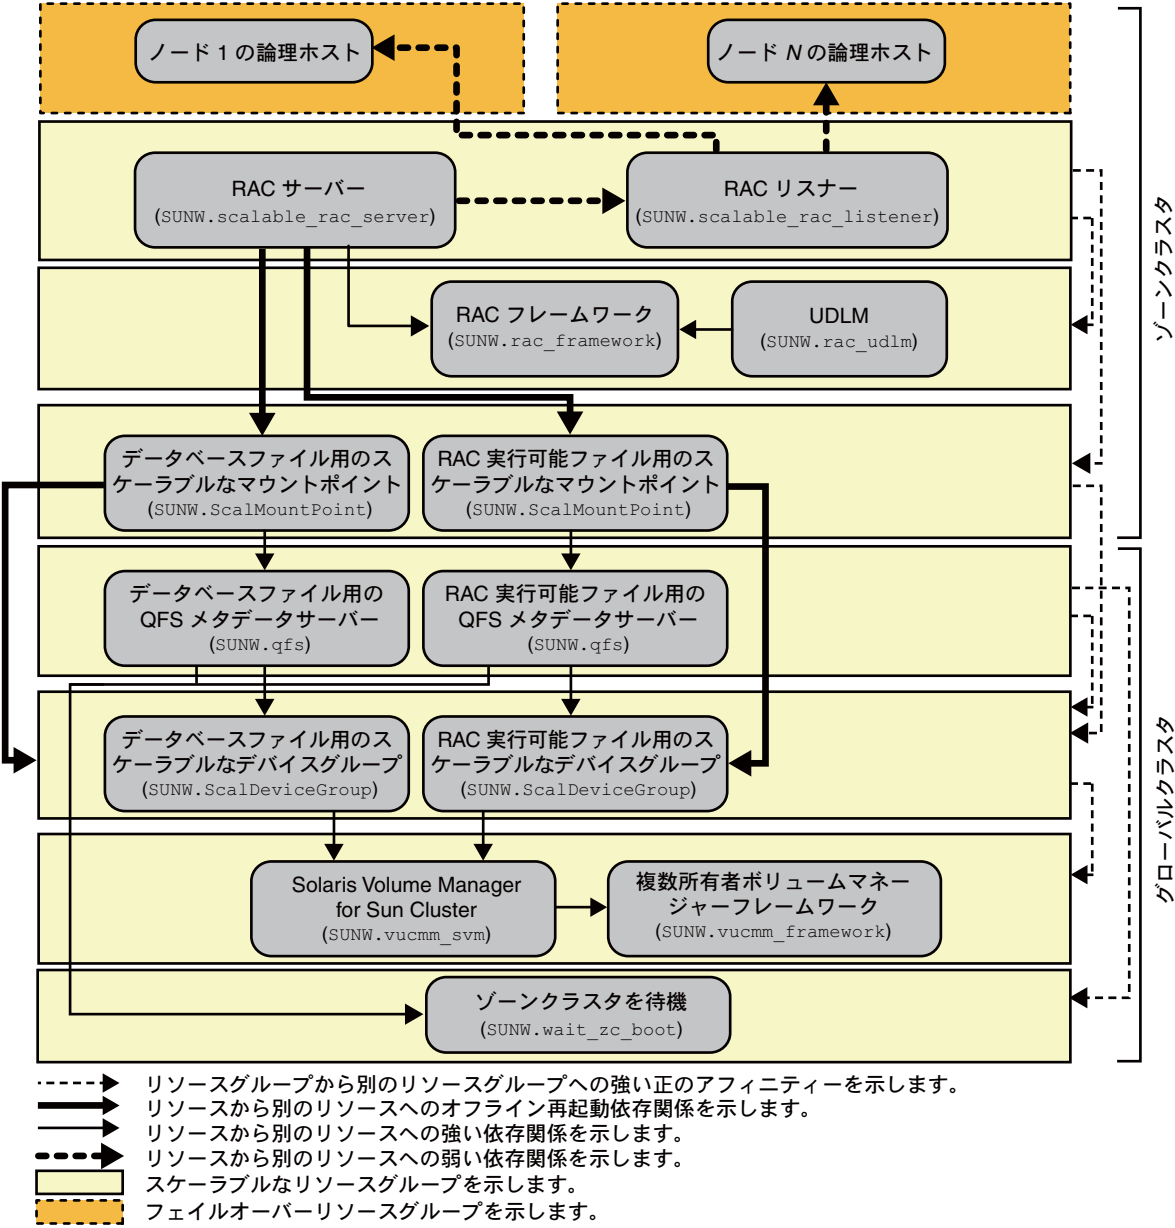 ノード 1 の論理ホスト
ノード N の論理ホスト
RAC サーバー
(SUNW.scalable_rac_server)
RAC リスナー
(SUNW.scalable_rac_listener)
RAC フレームワーク
(SUNW.rac_framework)
UDLM
(SUNW.rac_udlm)
ゾーンクラスタ
データベースファイル用のス
ケーラブルなマウントポイント
(SUNW.ScalMountPoint)
RAC 実行可能ファイル用のス
ケーラブルなマウントポイント
(SUNW.ScalMountPoint)
データベースファイル用の
QFS メタデータサーバー
(SUNW.qfs)
RAC 実行可能ファイル用の
QFS メタデータサーバー
(SUNW.qfs)
データベースファイル用のス
ケーラブルなデバイスグループ
(SUNW.ScalDeviceGroup)
RAC 実行可能ファイル用のス
ケーラブルなデバイスグループ
(SUNW.ScalDeviceGroup)
グローバルクラスタ
Solaris Volume Manager
for Sun Cluster
(SUNW.vucmm_svm)
複数所有者ボリュームマネー
ジャーフレームワーク
(SUNW.vucmm_framework)
ゾーンクラスタを待機
(SUNW.wait_zc_boot)
リソースグループから別のリソースグループへの強い正のアフィニティーを示します。
リソースから別のリソースへのオフライン再起動依存関係を示します。
リソースから別のリソースへの強い依存関係を示します。
リソースから別のリソースへの弱い依存関係を示します。
スケーラブルなリソースグループを示します。
フェイルオーバーリソースグループを示します。